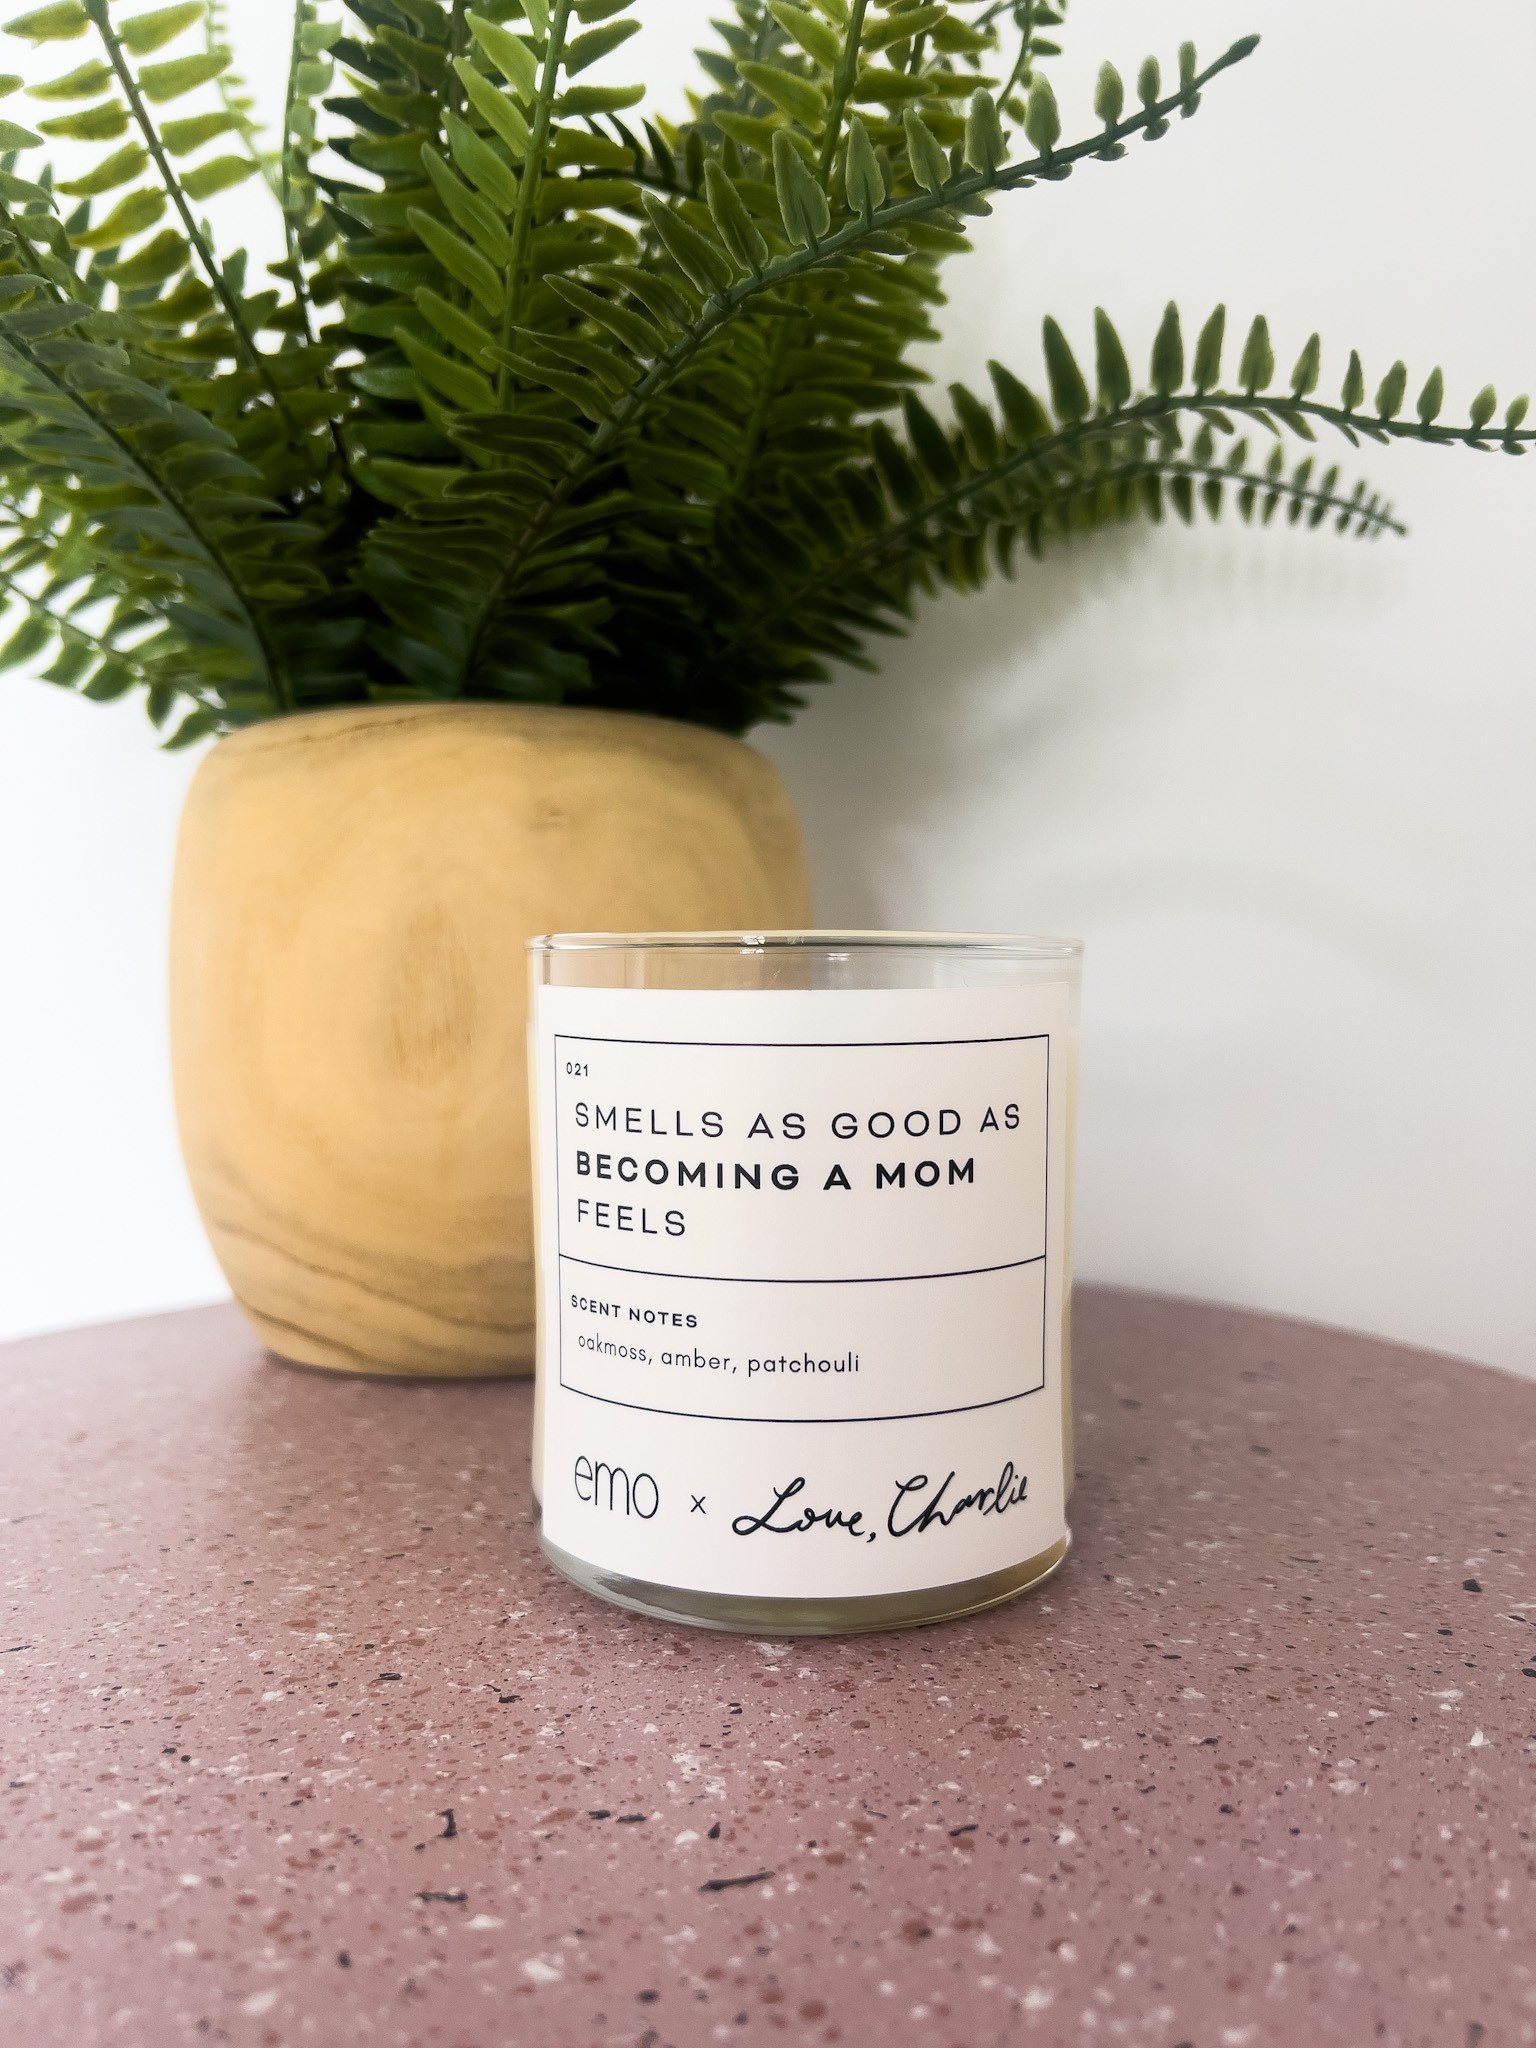 021
SMELLS AS GOOD AS
BECOMING A MOM
FEELS
SCENT NOTES
oakmoss, amber, patchouli
emo x Love, Charlie